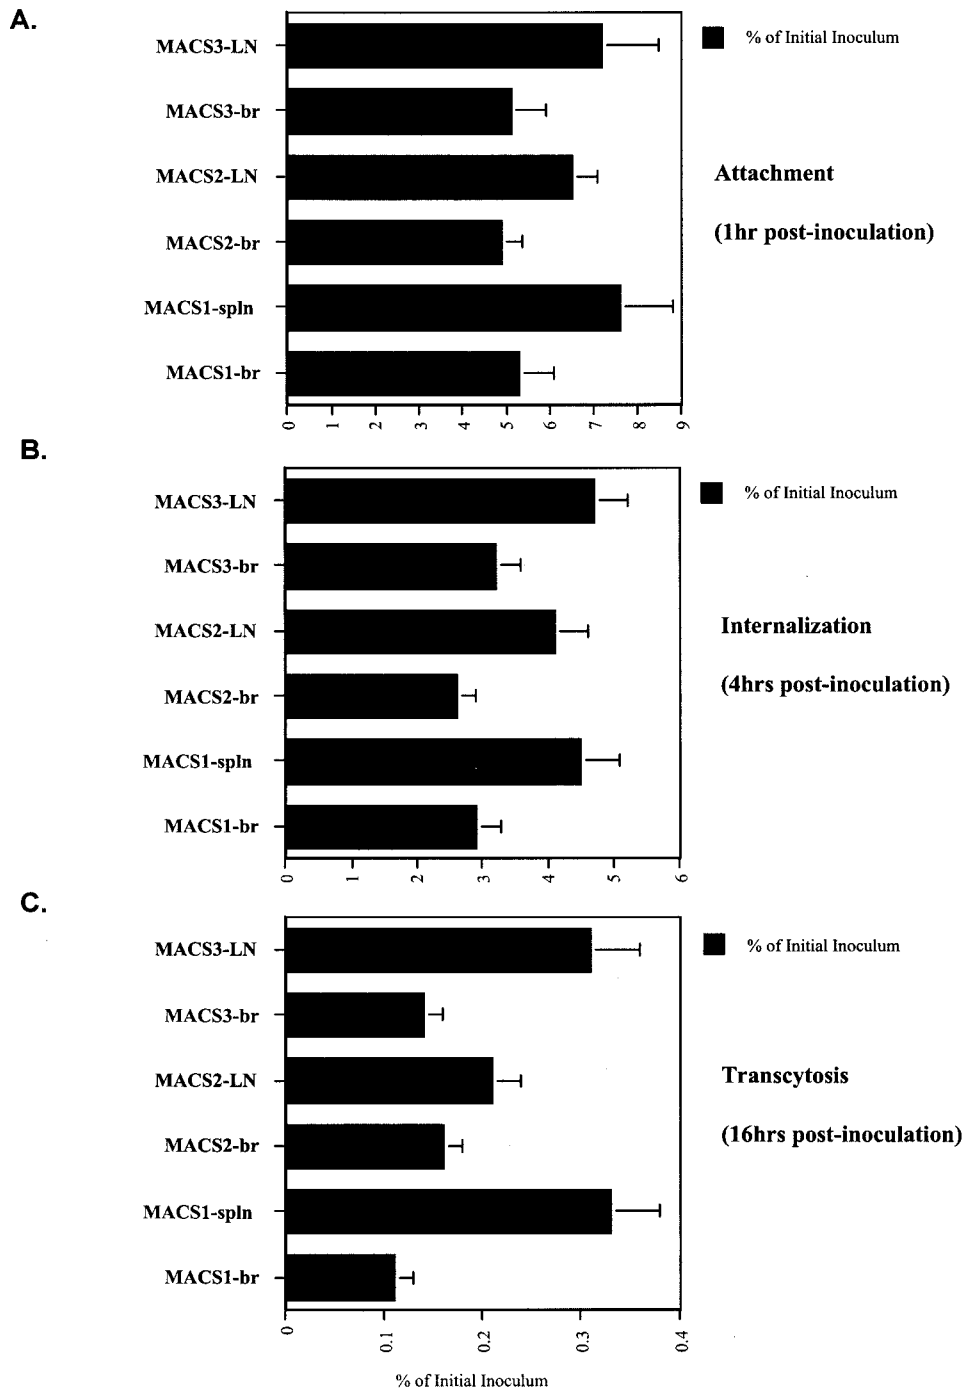 A.
MACS3-LN
MACS3-br
MACS2-LN
MACS2-br
MACS1-spln
MACS1-br
0 1 2 3 4 5 6 7 8 9
% of Initial Inoculum
Attachment
(1hr post-inoculation)
B.
MACS3-LN
MACS3-br
MACS2-LN
MACS2-br
MACS1-spln
MACS1-br
0 1 2 3 4 5 6
% of Initial Inoculum
Internalization
(4hrs post-inoculation)
C.
MACS3-LN
MACS3-br
MACS2-LN
MACS2-br
MACS1-spln
MACS1-br
0 0.1 0.2 0.3 0.4
% of Initial Inoculum
% of Initial Inoculum
Transcytosis
(16hrs post-inoculation)